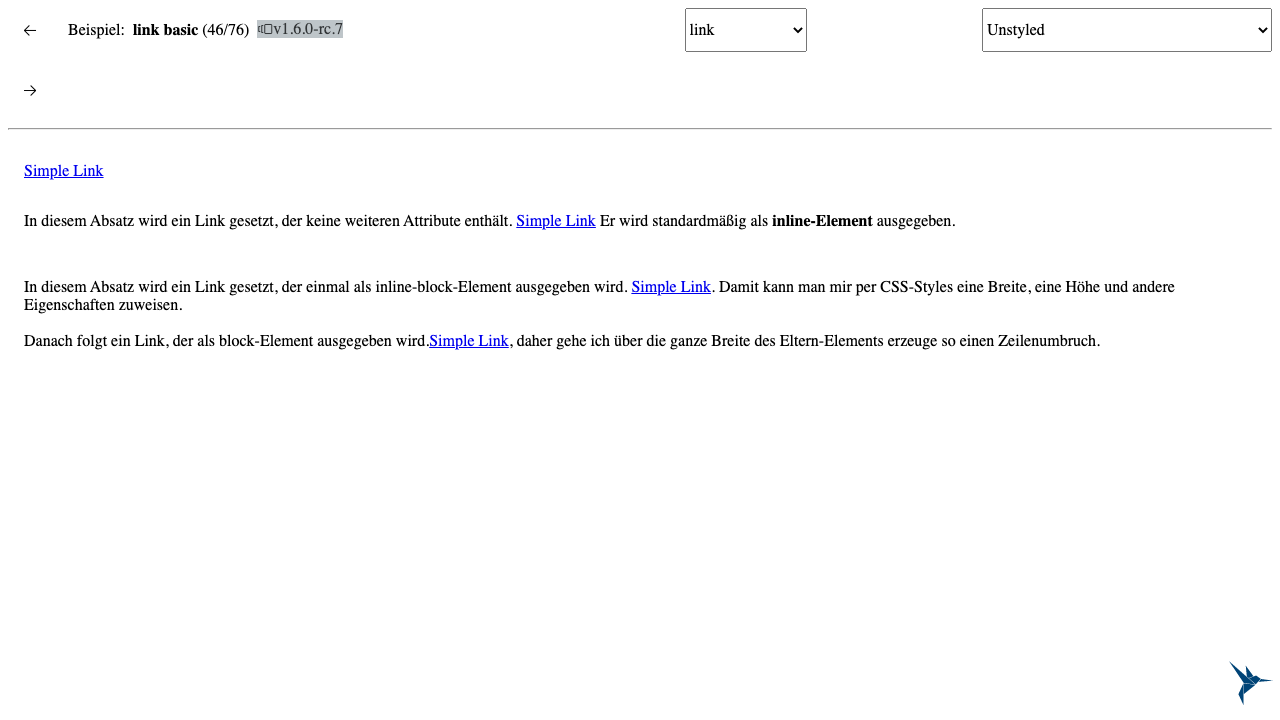 Beispiel: link basic (46/76) v1.6.0-rc.7 link Unstyled
Simple Link
In diesem Absatz wird ein Link gesetzt, der keine weiteren Attribute enthält. Simple Link Er wird standardmäßig als inline-Element ausgegeben.
In diesem Absatz wird ein Link gesetzt, der einmal als inline-block-Element ausgegeben wird. Simple Link. Damit kann man mir per CSS-Styles eine Breite, eine Höhe und andere
Eigenschaften zuweisen.
Danach folgt ein Link, der als block-Element ausgegeben wird.Simple Link, daher gehe ich über die ganze Breite des Eltern-Elements erzeuge so einen Zeilenumbruch.